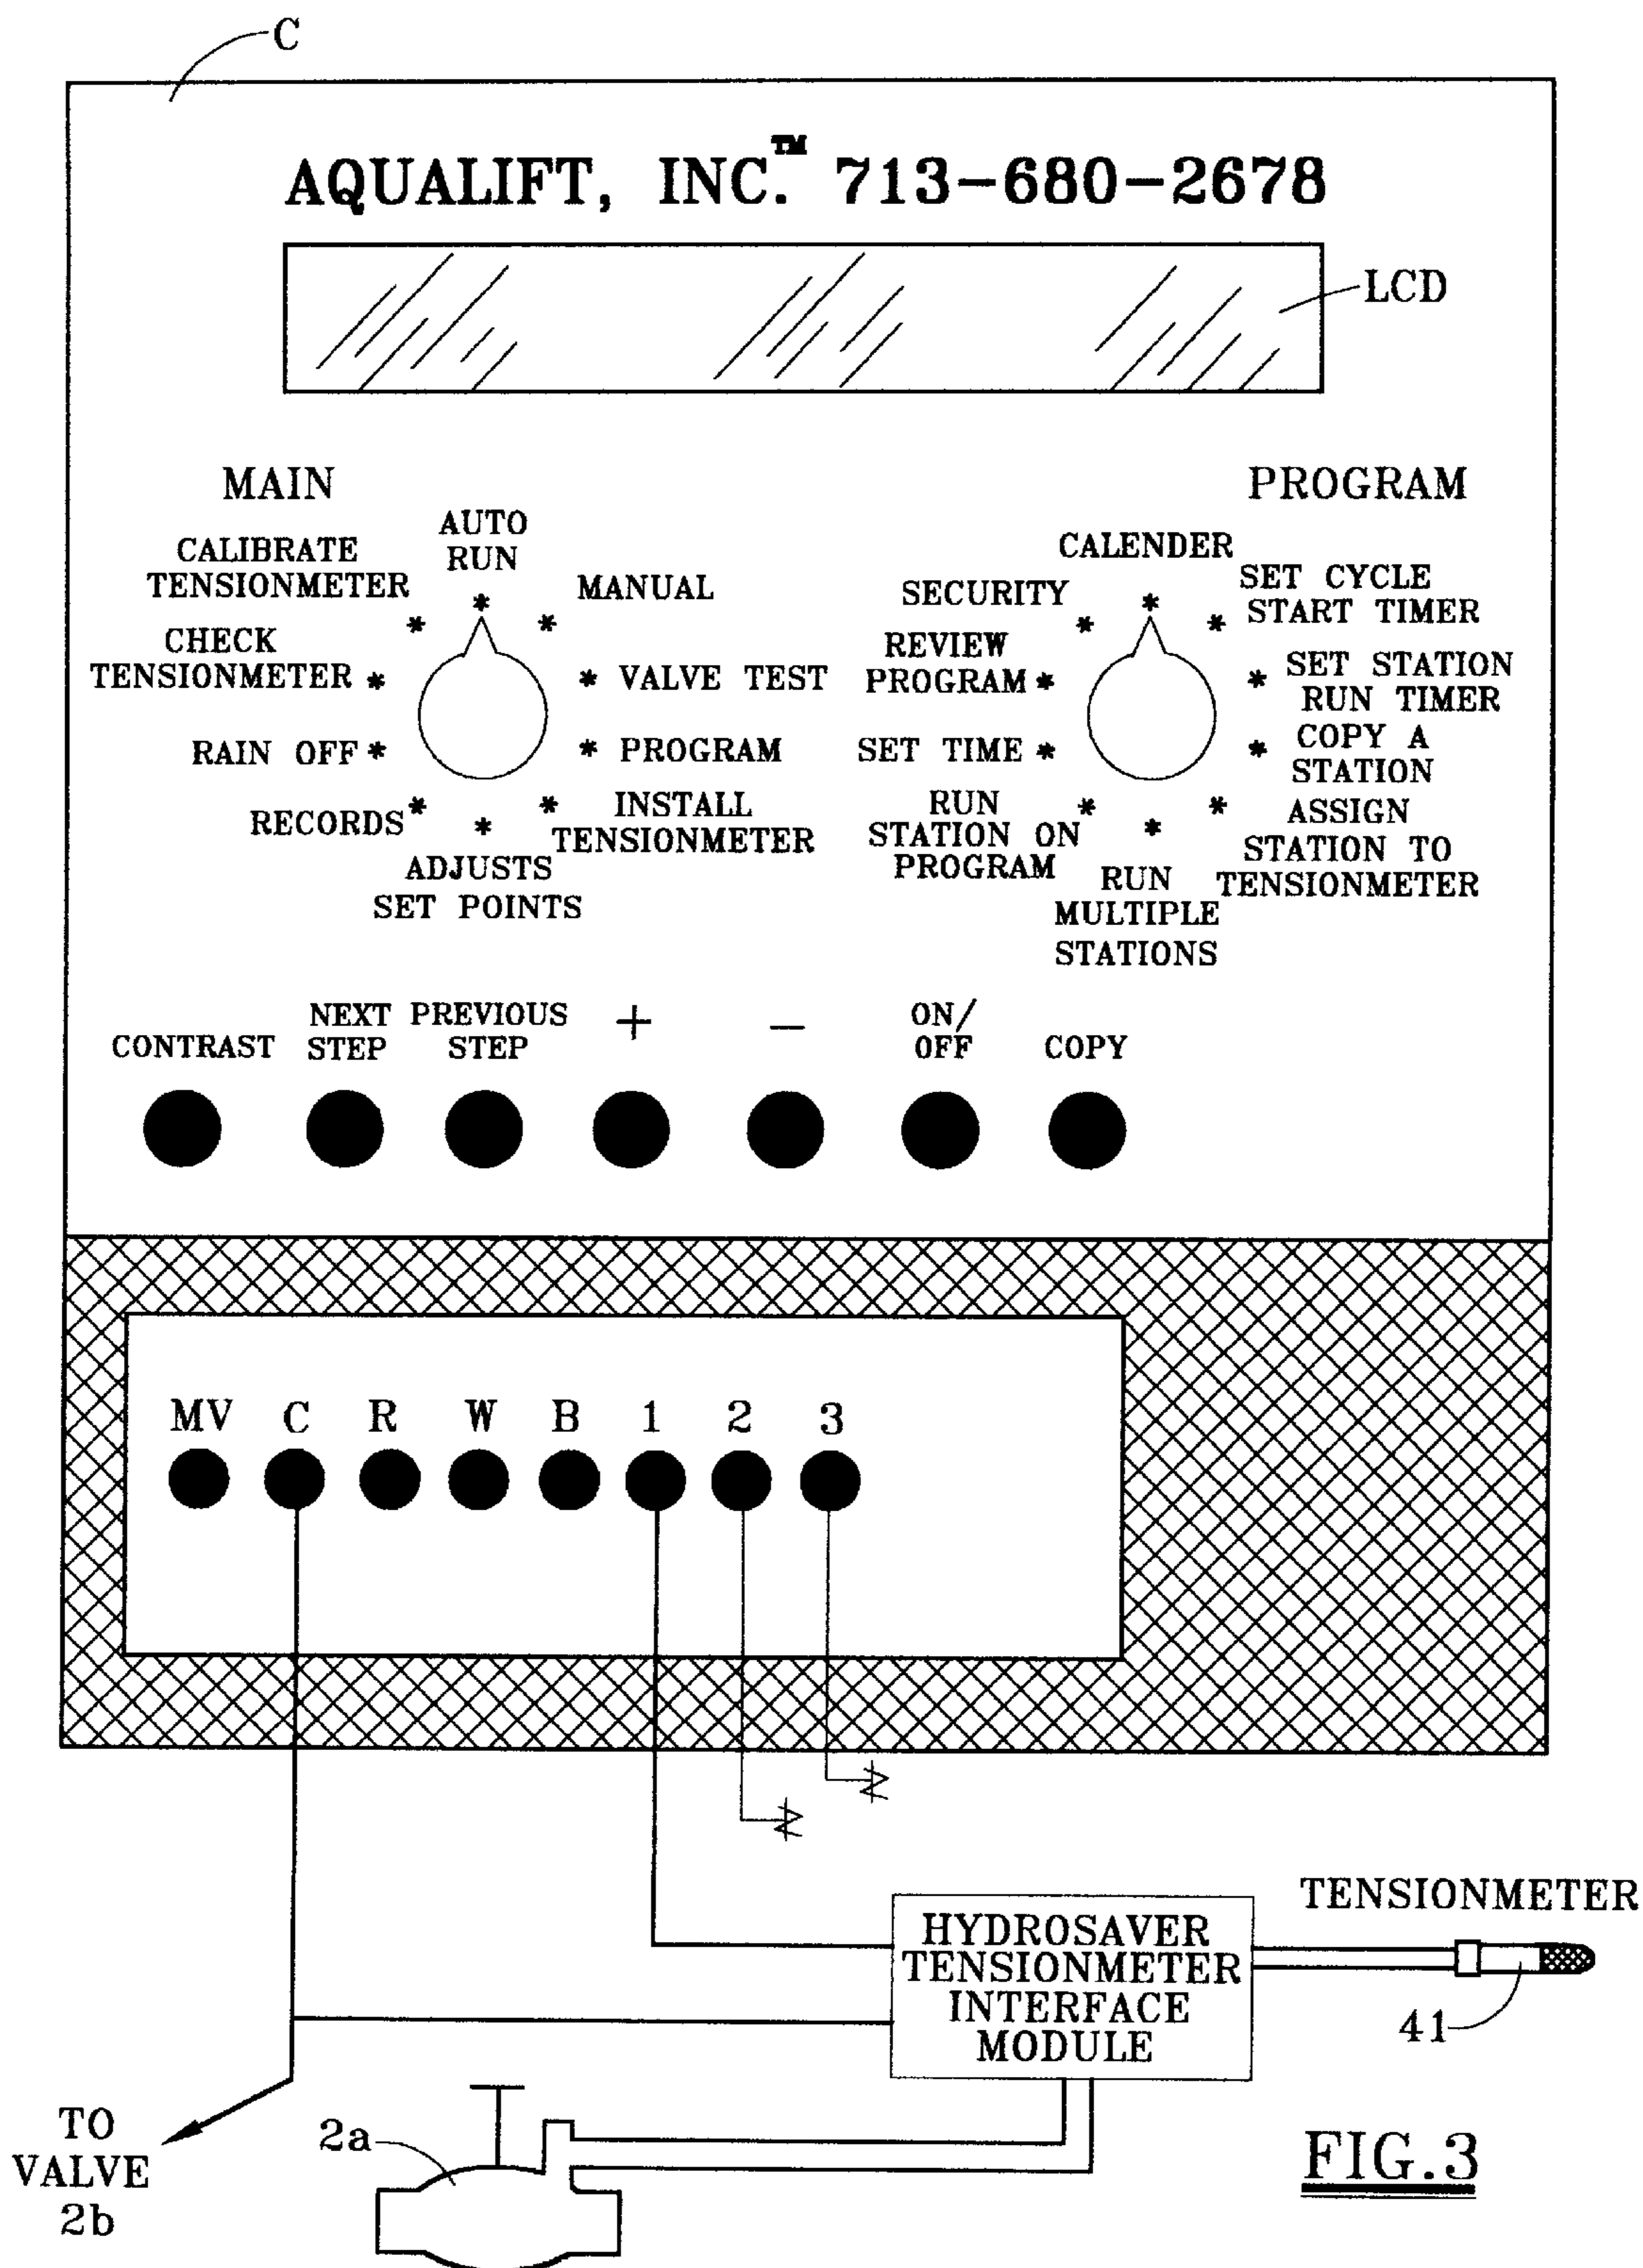 C
AQUALIFT, INC.™ 713-680-2678
LCD
MAIN
PROGRAM
AUTO
RUN
MANUAL
* VALVE TEST
* PROGRAM
INSTALL
TENSIONMETER
ADJUSTS
SET POINTS
RECORDS
RAIN OFF *
CHECK
TENSIONMETER *
CALIBRATE
TENSIONMETER
CALENDER
SET CYCLE
START TIMER
* SET STATION
RUN TIMER
* COPY A
STATION
ASSIGN
STATION TO
TENSIONMETER
RUN
MULTIPLE
STATIONS
RUN
STATION ON
PROGRAM
SET TIME *
REVIEW
PROGRAM *
SECURITY
CONTRAST
NEXT
STEP
PREVIOUS
STEP
+
−
ON/
OFF
COPY
MV C R W B 1 2 3
TENSIONMETER
HYDROSAVER
TENSIONMETER
INTERFACE
MODULE
41
TO
VALVE
2b
2a
FIG.3